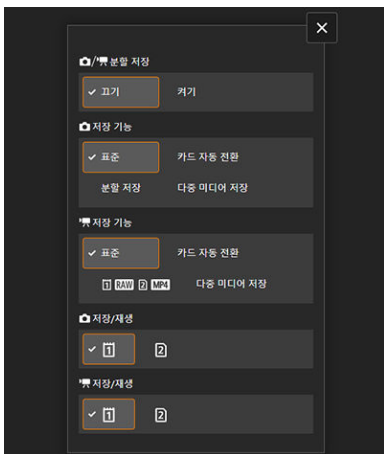 / 분할 저장
✓ 끄기 켜기
저장 기능
✓ 표준 카드 자동 전환
분할 저장 다중 미디어 저장
저장 기능
✓ 표준 카드 자동 전환
1 RAW 2 MP4 다중 미디어 저장
저장/재생
✓ 1 2
저장/재생
✓ 1 2